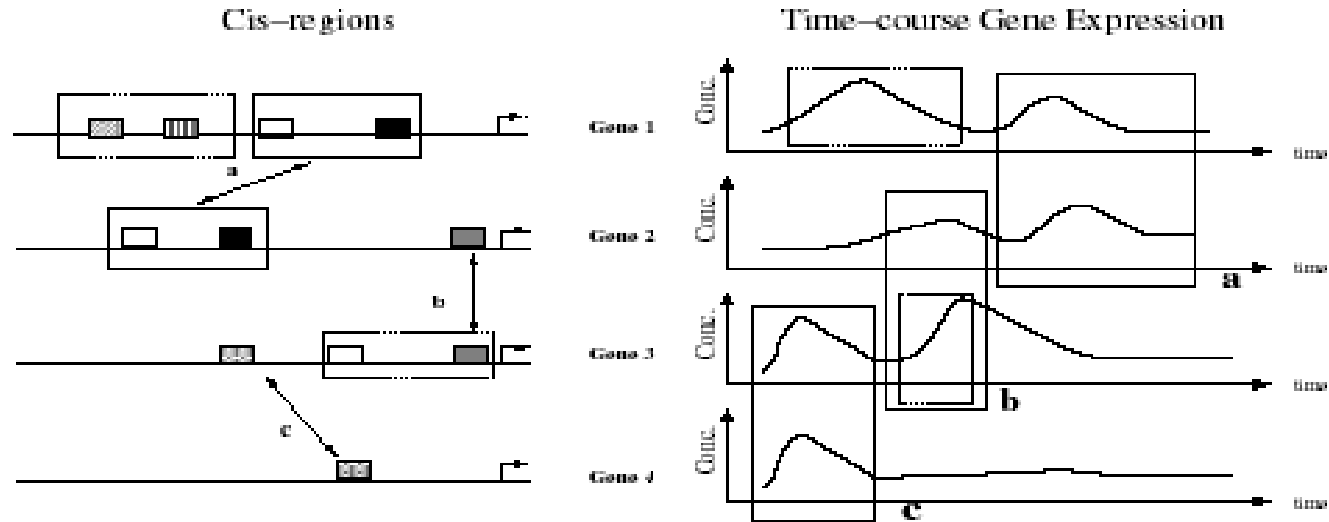 Cis-regions
Time-course Gene Expression
Conc.
Gene 1
time
a
Conc.
Gene 2
time
a
b
Conc.
Gene 3
time
b
c
Conc.
Gene 4
time
c